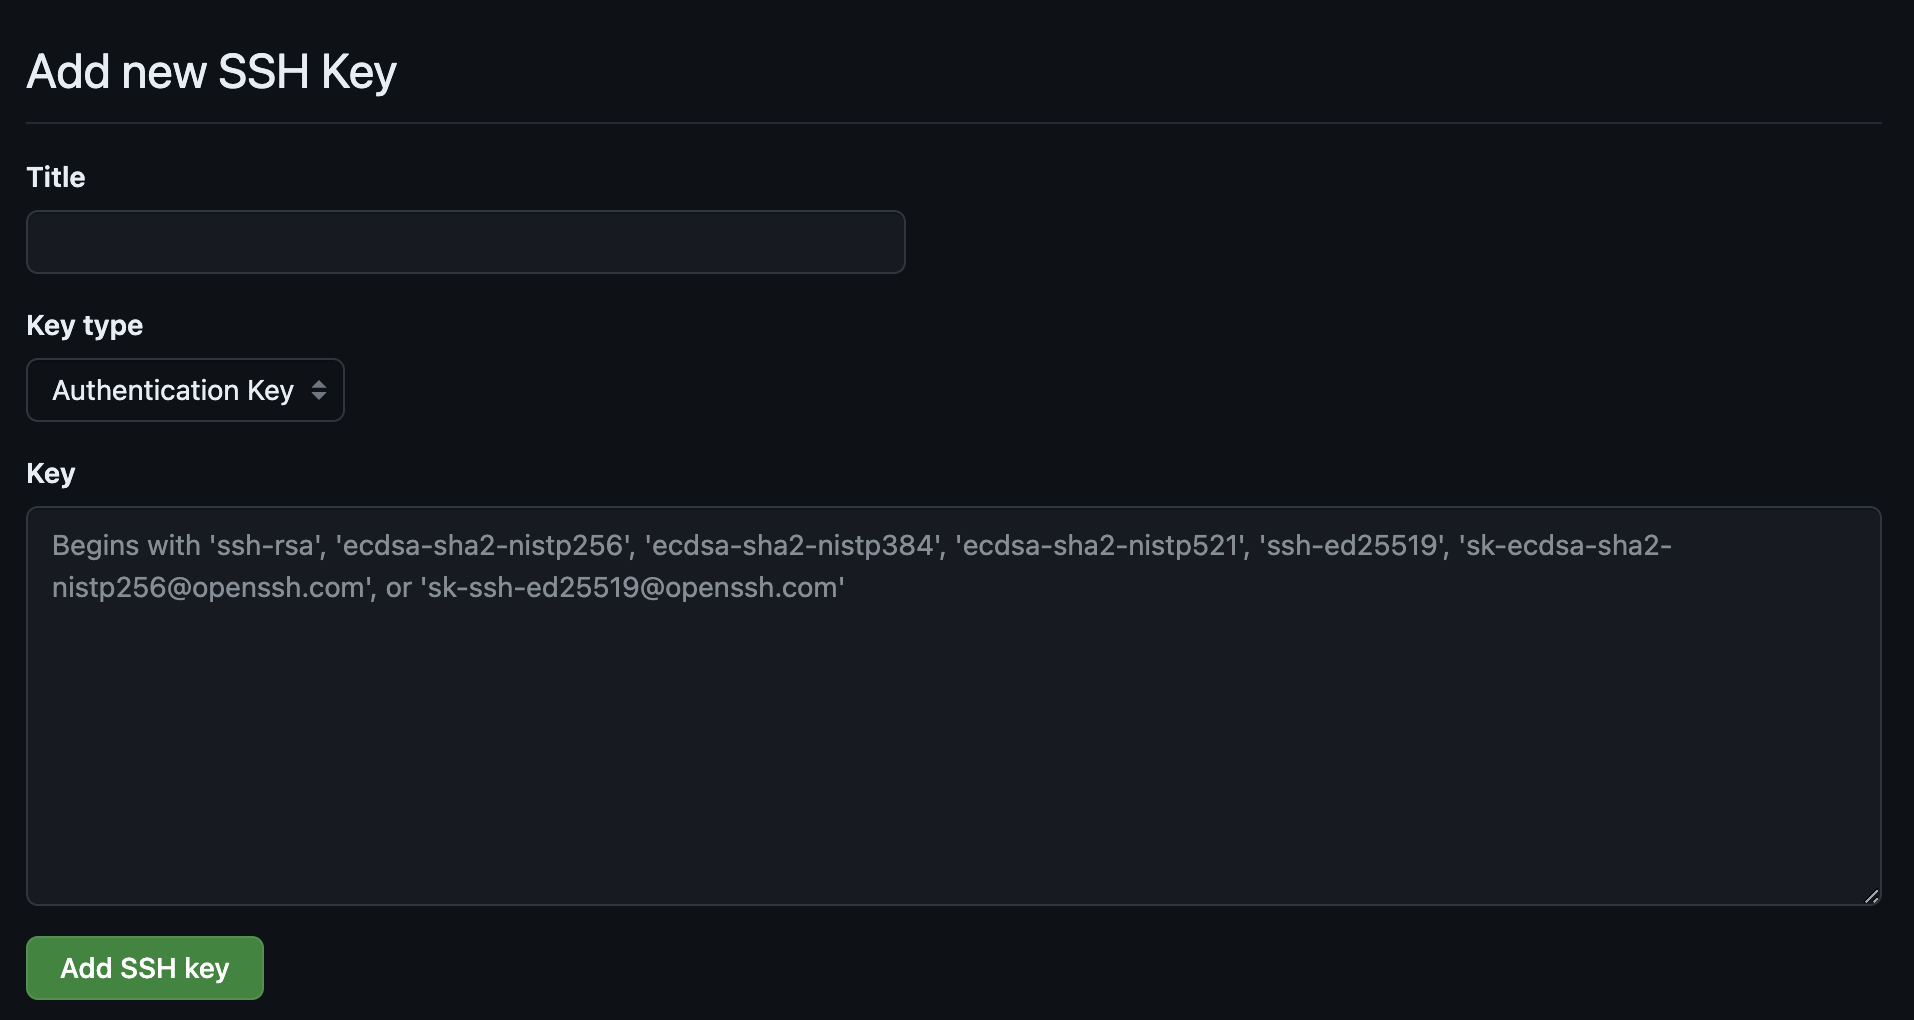 Add new SSH Key
Title
Key type
Authentication Key
Key
Begins with 'ssh-rsa', 'ecdsa-sha2-nistp256', 'ecdsa-sha2-nistp384', 'ecdsa-sha2-nistp521', 'ssh-ed25519', 'sk-ecdsa-sha2-
nistp256@openssh.com', or 'sk-ssh-ed25519@openssh.com'
Add SSH key